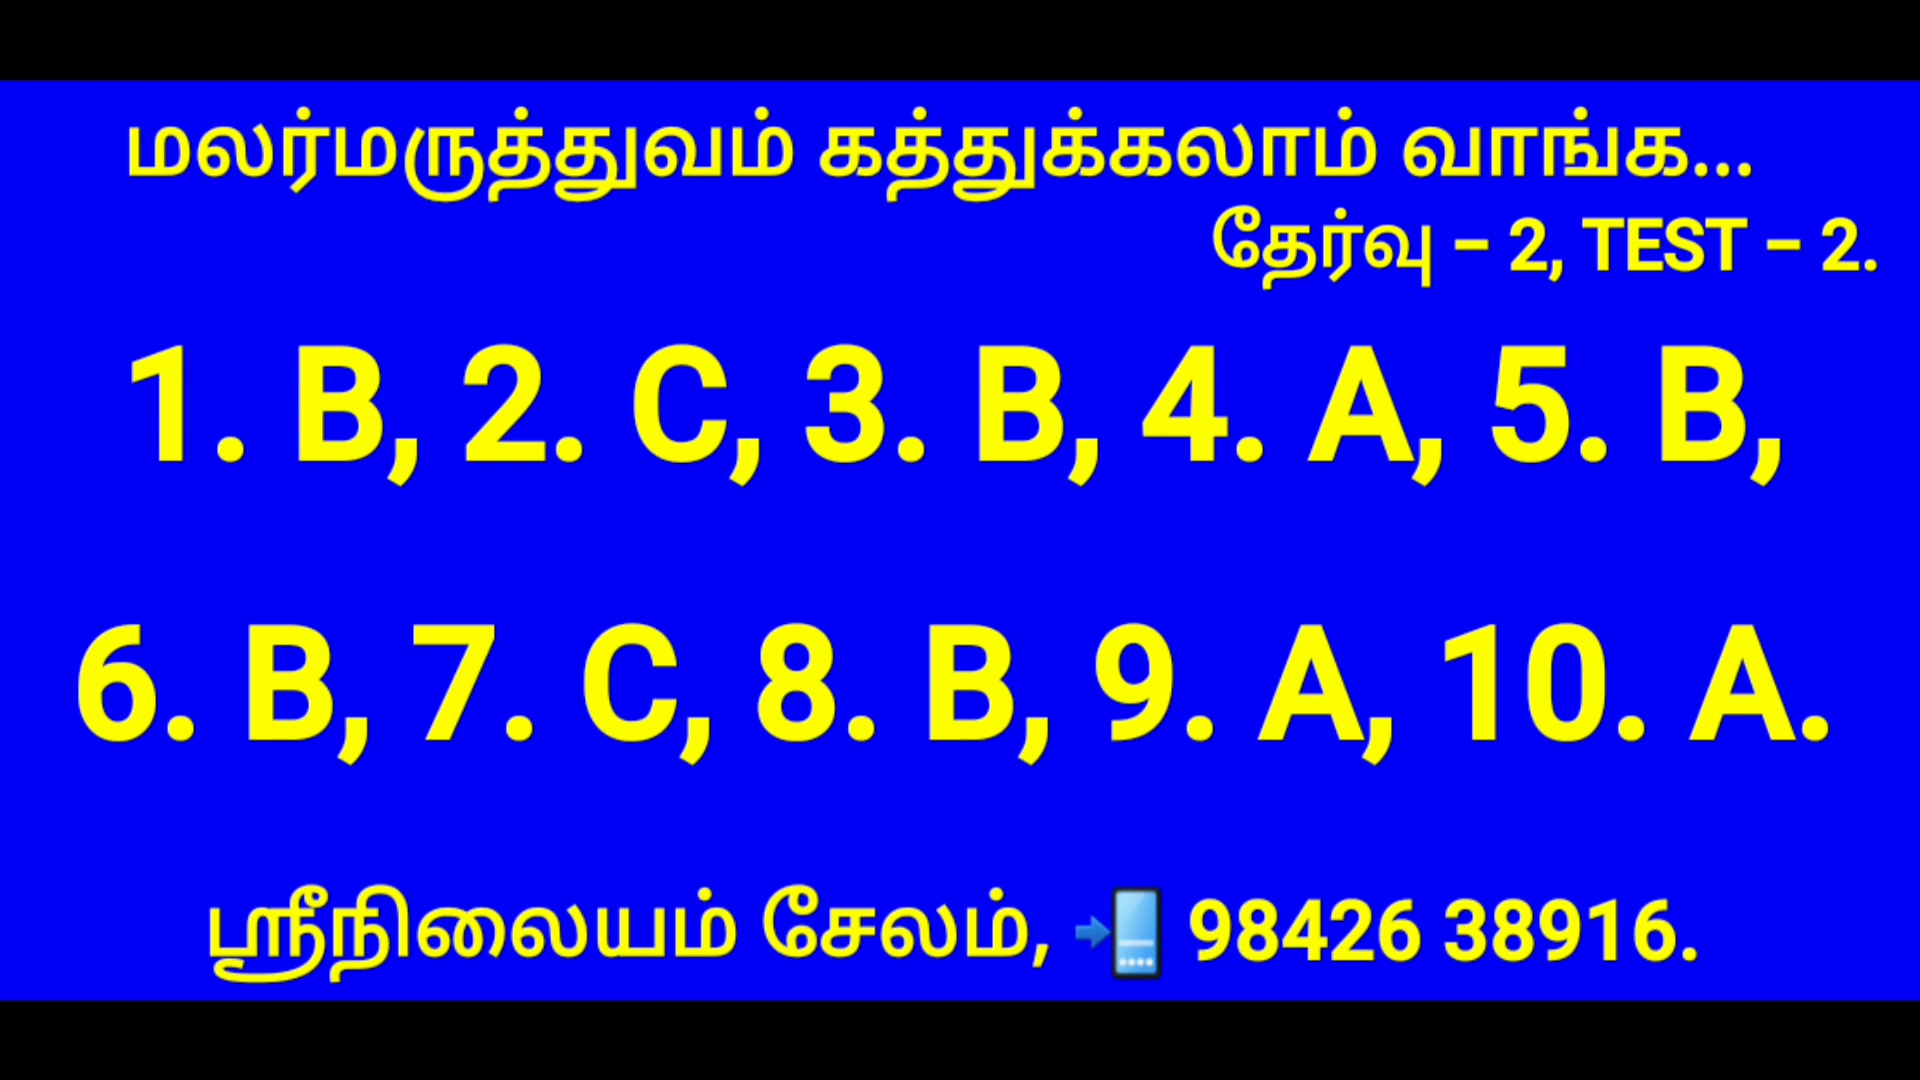 மலர்மருத்துவம் கத்துக்கலாம் வாங்க...
தேர்வு – 2, TEST – 2.
1. B, 2. C, 3. B, 4. A, 5. B,
6. B, 7. C, 8. B, 9. A, 10. A.
ஸ்ரீநிலையம் சேலம், 📲 98426 38916.